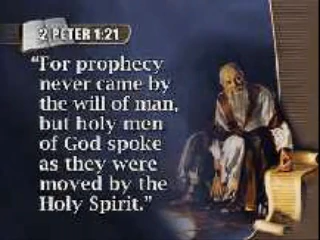 2 PETER 1:21
“For prophecy
never came by
the will of man,
but holy men
of God spoke
as they were
moved by the
Holy Spirit.”